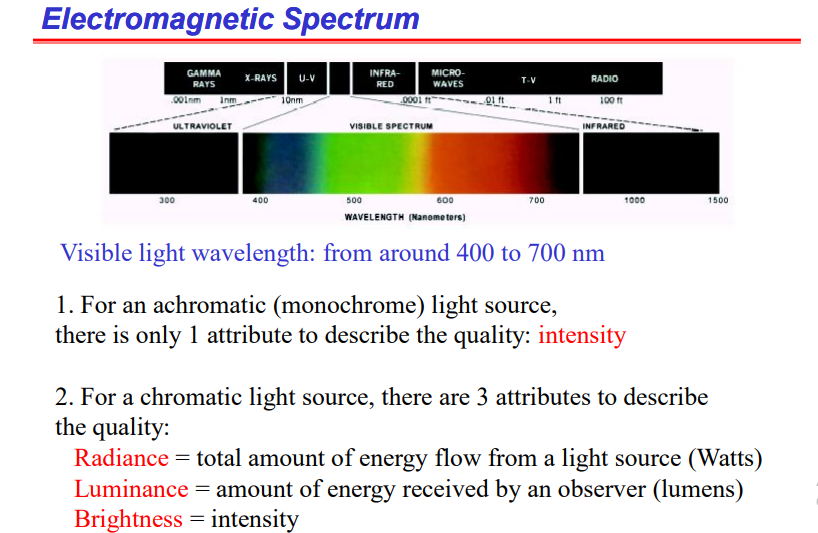 Electromagnetic Spectrum
GAMMA RAYS X-RAYS U-V INFRA-RED MICRO-WAVES T-V RADIO
.001nm 1nm 10nm .0001 ft .01 ft 1 ft 100 ft
ULTRAVIOLET VISIBLE SPECTRUM INFRARED
300 400 500 600 700 1000 1500
WAVELENGTH (Nanometers)
Visible light wavelength: from around 400 to 700 nm
1. For an achromatic (monochrome) light source,
there is only 1 attribute to describe the quality: intensity
2. For a chromatic light source, there are 3 attributes to describe
the quality:
Radiance = total amount of energy flow from a light source (Watts)
Luminance = amount of energy received by an observer (lumens)
Brightness = intensity